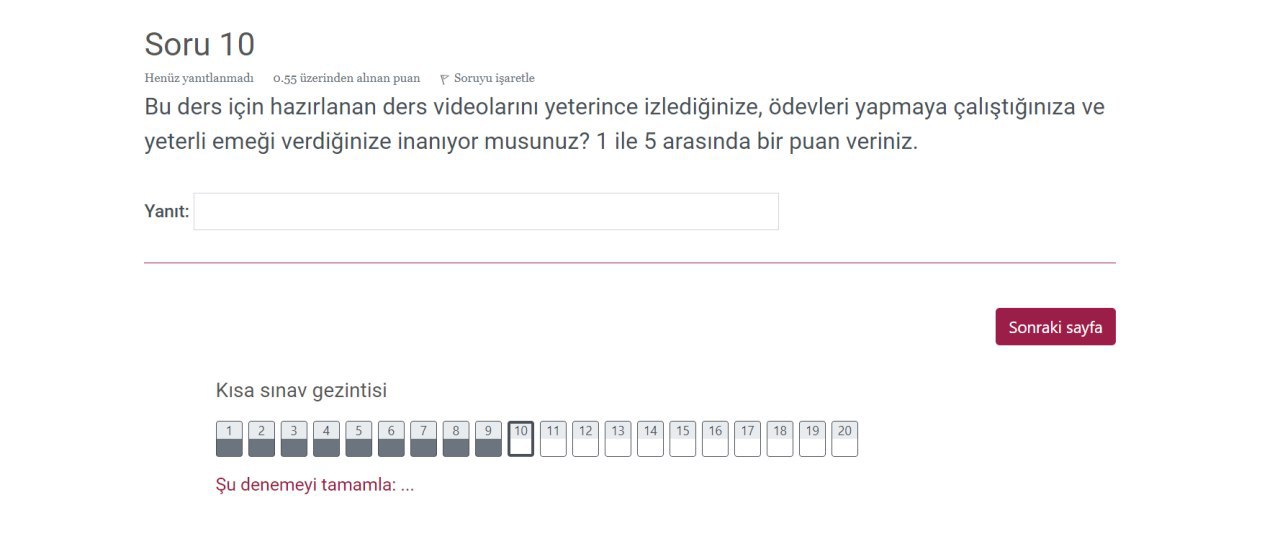 Soru 10
Henüz yanıtlanmadı 0.55 üzerinden alınan puan Soruyu işaretle
Bu ders için hazırlanan ders videolarını yeterince izlediğinize, ödevleri yapmaya çalıştığınıza ve
yeterli emeği verdiğinize inanıyor musunuz? 1 ile 5 arasında bir puan veriniz.
Yanıt:
Sonraki sayfa
Kısa sınav gezintisi
1 2 3 4 5 6 7 8 9 10 11 12 13 14 15 16 17 18 19 20
Şu denemeyi tamamla: ...